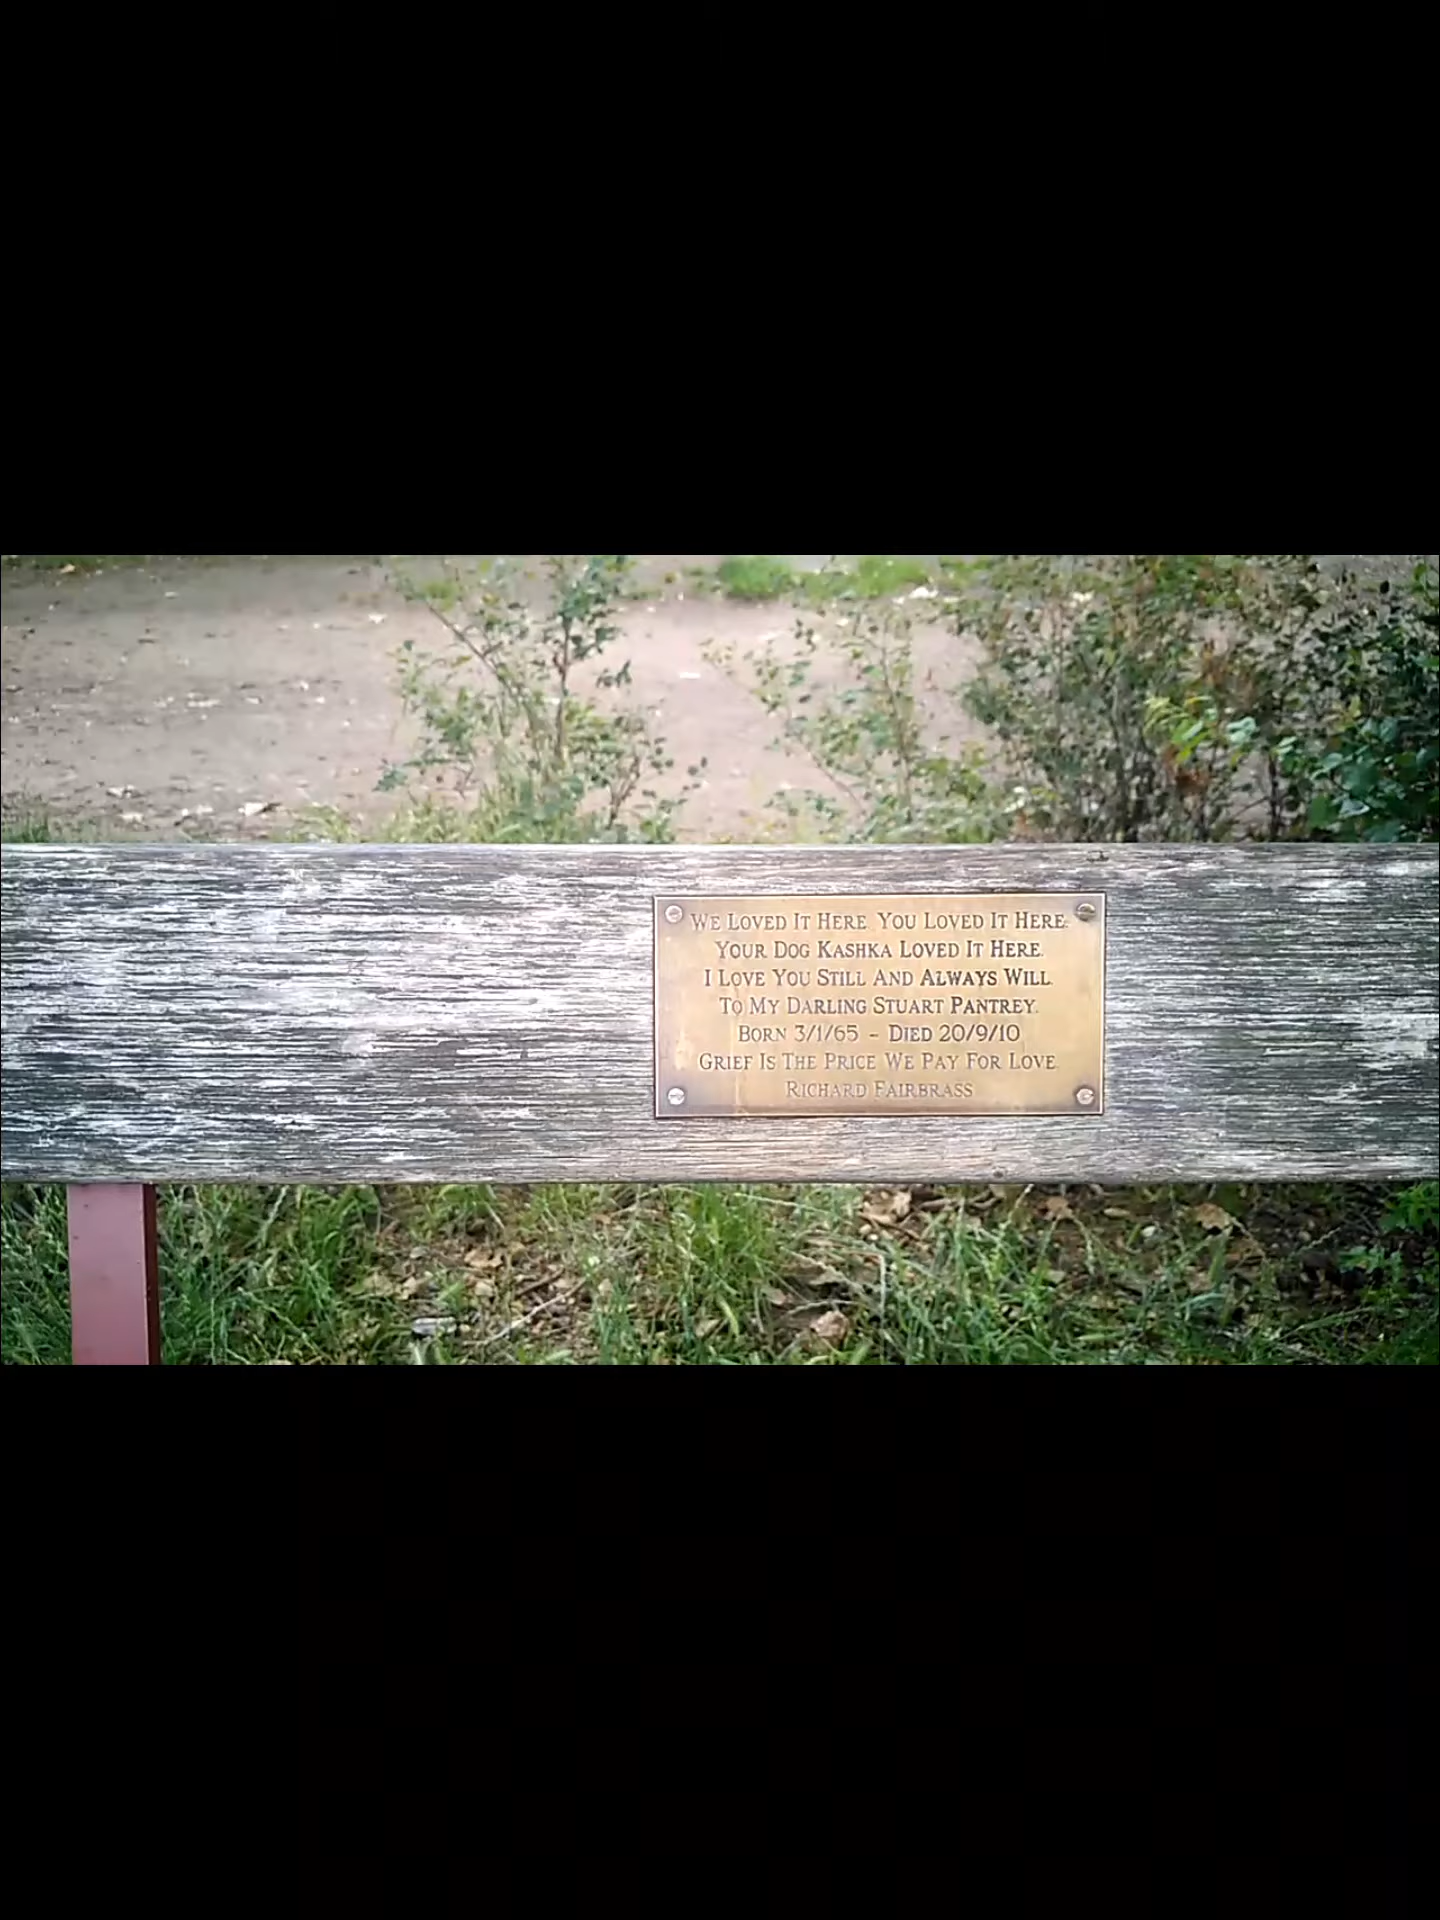 We Loved It Here. You Loved It Here.
Your Dog Kashka Loved It Here.
I Love You Still And Always Will.
To My Darling Stuart Pantrey.
Born 3/1/65 - Died 20/9/10
Grief Is The Price We Pay For Love.
Richard Fairbrass